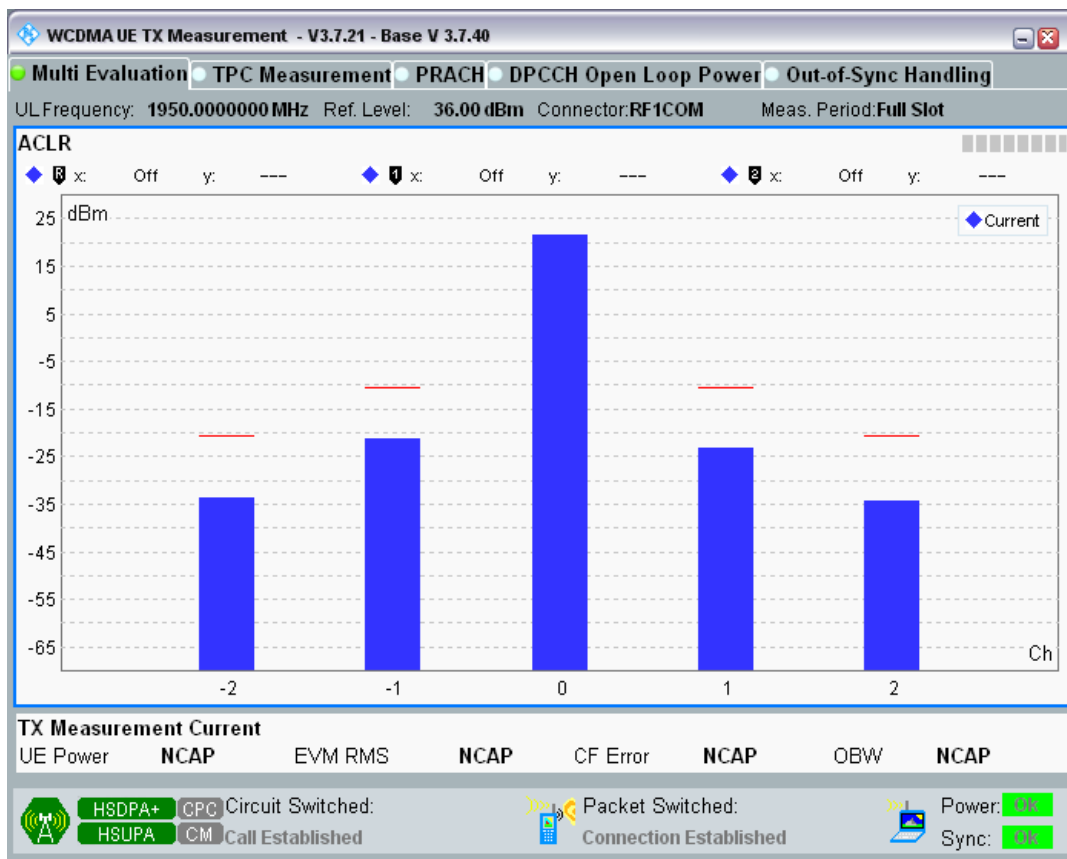 WCDMA UE TX Measurement - V3.7.21 - Base V 3.7.40
Multi Evaluation TPC Measurement PRACH DPCCH Open Loop Power Out-of-Sync Handling
UL Frequency: 1950.0000000 MHz Ref. Level: 36.00 dBm Connector:RF1COM Meas. Period:Full Slot
ACLR
R x: Off y: --- 1 x: Off y: --- 2 x: Off y: ---
dBm
Current
25
15
5
-5
-15
-25
-35
-45
-55
-65
Ch
-2 -1 0 1 2
TX Measurement Current
UE Power NCAP EVM RMS NCAP CF Error NCAP OBW NCAP
HSDPA+ CPC Circuit Switched: Packet Switched: Power: OK
HSUPA CM Call Established Connection Established Sync: OK